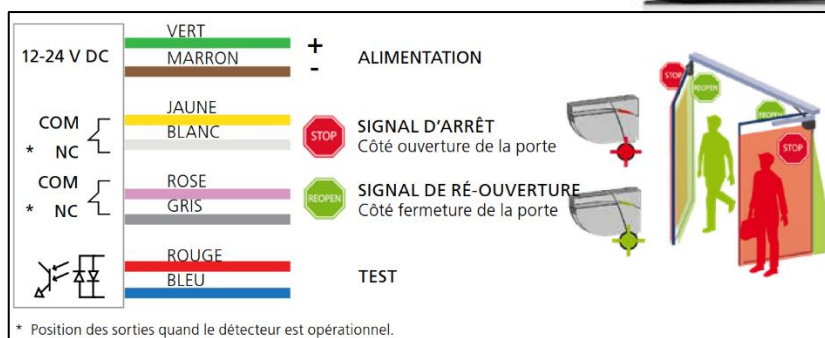 VERT
12-24 V DC
+
ALIMENTATION
MARRON
-
JAUNE
COM
BLANC
* NC
STOP
SIGNAL D'ARRÊT
Côté ouverture de la porte
ROSE
COM
GRIS
* NC
REOPEN
SIGNAL DE RÉ-OUVERTURE
Côté fermeture de la porte
ROUGE
BLEU
TEST
STOP
REOPEN
REOPEN
STOP
* Position des sorties quand le détecteur est opérationnel.